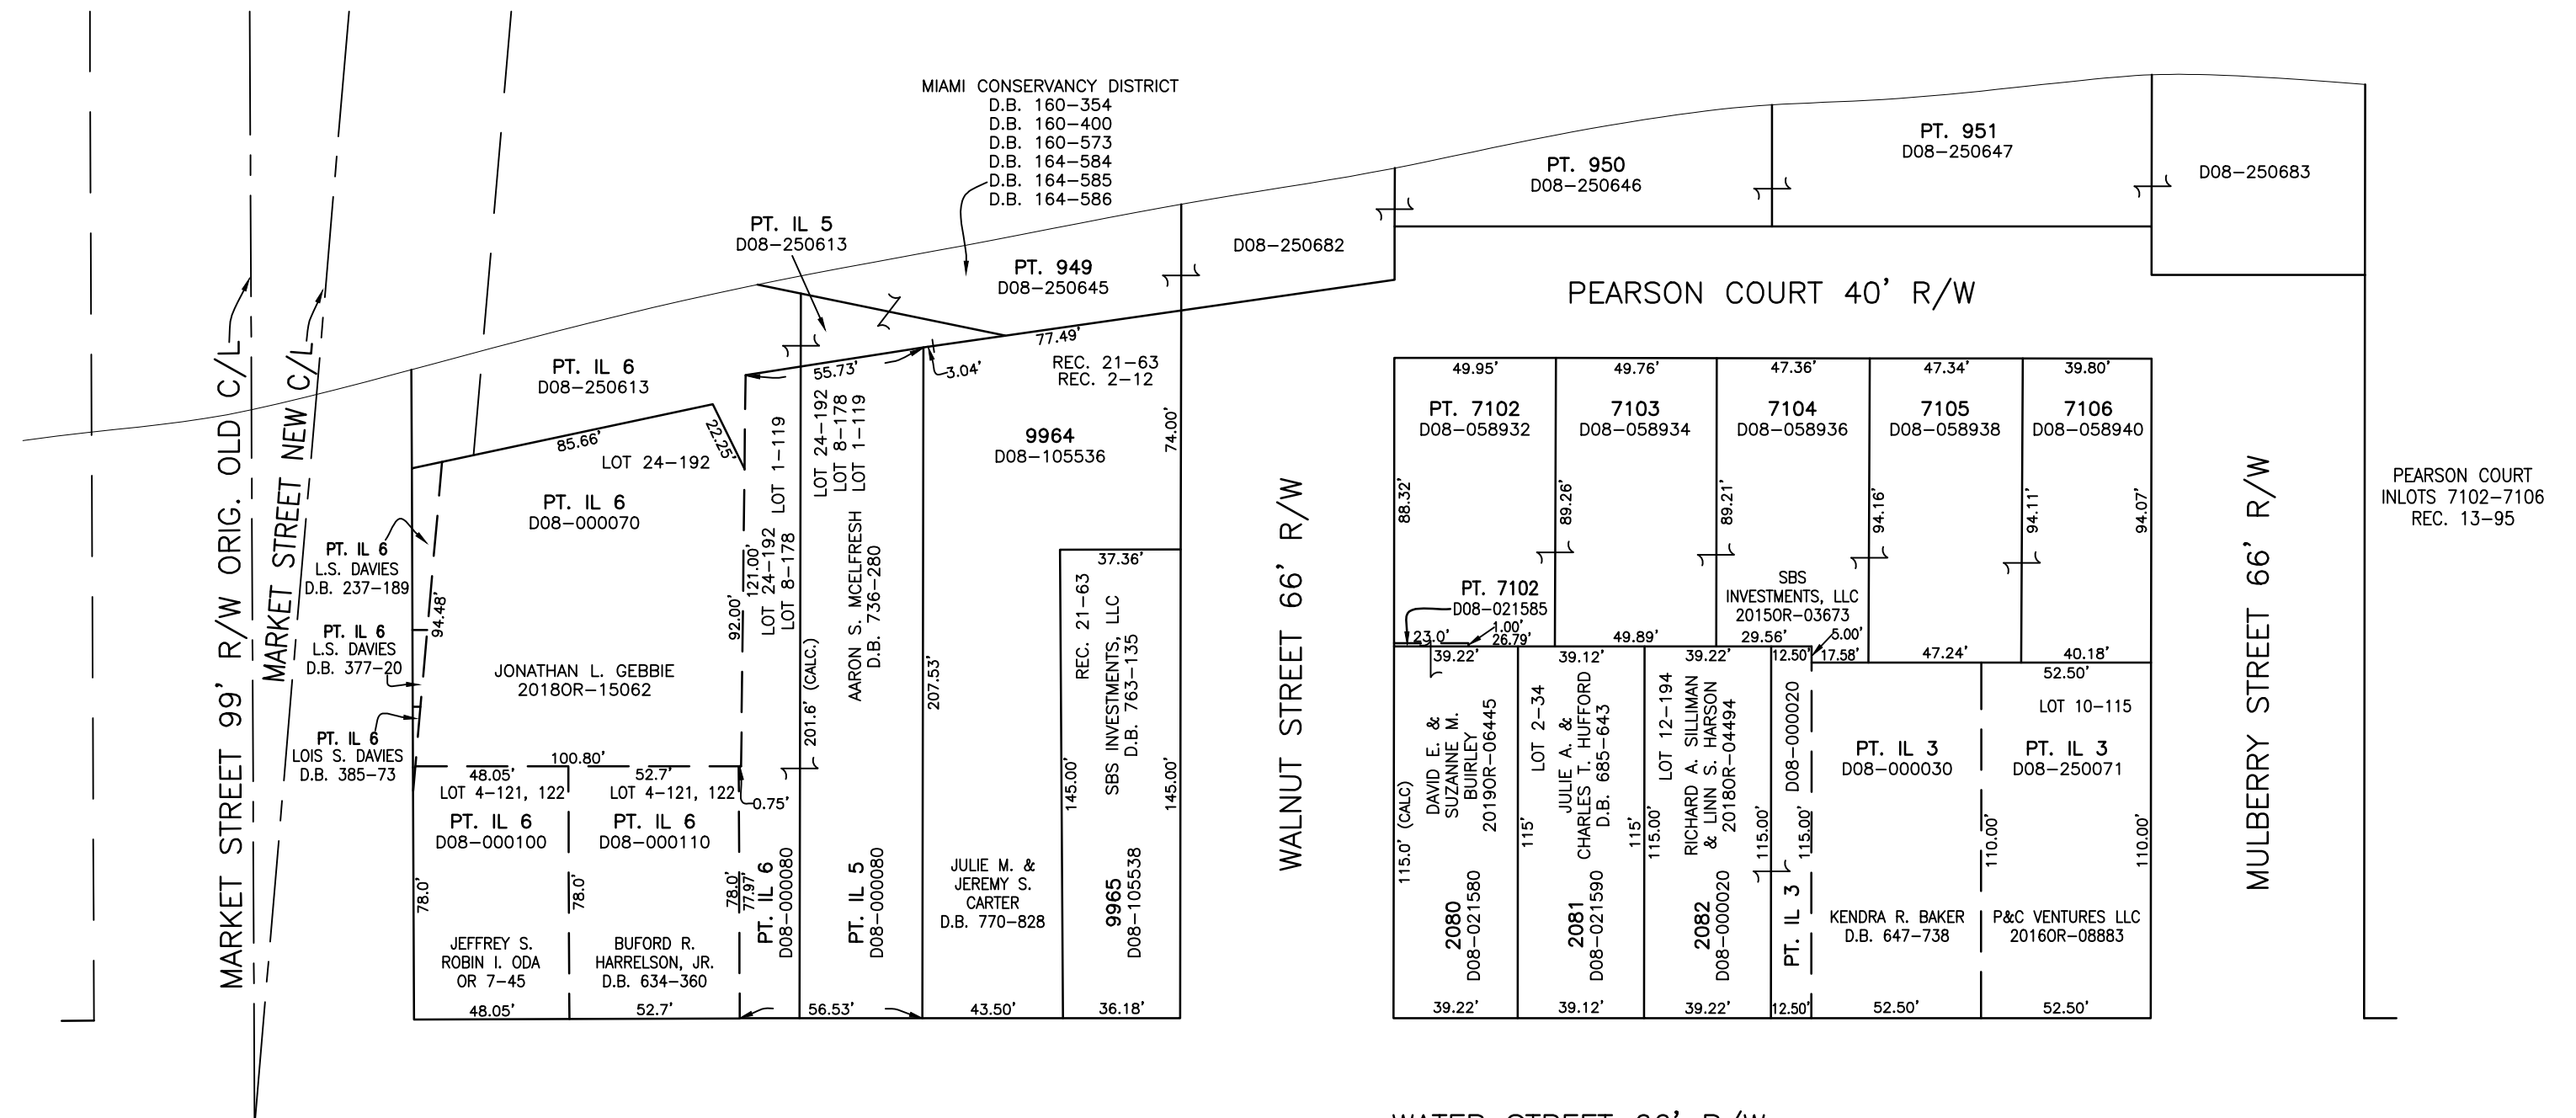 MIAMI CONSERVANCY DISTRICT
D.B. 160-354
D.B. 160-400
D.B. 160-573
D.B. 164-584
D.B. 164-585
D.B. 164-586
PT. 951
D08-250647
PT. 950
D08-250646
D08-250683
PT. IL 5
D08-250613
D08-250682
PT. 949
D08-250645
PEARSON COURT 40' R/W
77.49'
3.04'
55.73'
REC. 21-63
REC. 2-12
PT. IL 6
D08-250613
85.66'
22.25'
LOT 24-192
PT. IL 6
D08-000070
MARKET STREET 99' R/W ORIG. OLD C/L
MARKET STREET NEW C/L
PT. IL 6
L.S. DAVIES
D.B. 237-189
94.48'
PT. IL 6
L.S. DAVIES
D.B. 377-20
PT. IL 6
LOIS S. DAVIES
D.B. 385-73
JONATHAN L. GEBBIE
2018OR-15062
100.80'
92.00'
121.00'
LOT 1-119
LOT 24-192
LOT 8-178
LOT 24-192
LOT 8-178
LOT 1-119
201.6' (CALC.)
AARON S. MCELFRESH
D.B. 736-280
207.53'
9964
D08-105536
74.00'
37.36'
REC. 21-63
SBS INVESTMENTS, LLC
D.B. 763-135
145.00'
145.00'
9965
D08-105538
JULIE M. &
JEREMY S.
CARTER
D.B. 770-828
48.05'
LOT 4-121, 122
PT. IL 6
D08-000100
78.0'
JEFFREY S.
ROBIN I. ODA
OR 7-45
48.05'
52.7'
LOT 4-121, 122
PT. IL 6
D08-000110
78.0'
BUFORD R.
HARRELSON, JR.
D.B. 634-360
52.7'
0.75'
78.0'
77.97'
PT. IL 6
D08-000080
PT. IL 5
D08-000080
56.53'
43.50'
36.18'
WALNUT STREET 66' R/W
49.95'
PT. 7102
D08-058932
88.32'
49.76'
7103
D08-058934
89.26'
47.36'
7104
D08-058936
89.21'
47.34'
7105
D08-058938
94.16'
39.80'
7106
D08-058940
94.11'
94.07'
PT. 7102
D08-021585
23.0'
1.00'
26.79'
49.89'
SBS
INVESTMENTS, LLC
2015OR-03673
29.56'
5.00'
17.58'
47.24'
40.18'
39.22'
39.12'
39.22'
12.50'
52.50'
115.0' (CALC)
DAVID E. &
SUZANNE M.
BUIRLEY
2019OR-06445
2080
D08-021580
39.22'
115'
LOT 2-34
JULIE A. &
CHARLES T. HUFFORD
D.B. 685-643
115'
2081
D08-021590
39.12'
115.00'
LOT 12-194
RICHARD A. SILLIMAN
& LINN S. HARSON
2018OR-04494
2082
D08-000020
39.22'
115.00'
D08-000020
PT. IL 3
115.00'
12.50'
PT. IL 3
D08-000030
KENDRA R. BAKER
D.B. 647-738
52.50'
110.00'
LOT 10-115
PT. IL 3
D08-250071
P&C VENTURES LLC
2016OR-08883
110.00'
52.50'
MULBERRY STREET 66' R/W
PEARSON COURT
INLOTS 7102-7106
REC. 13-95